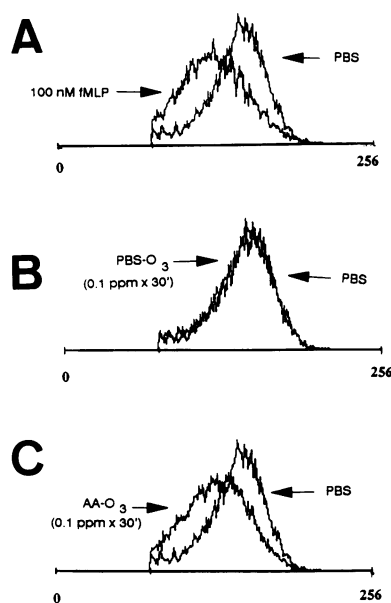 A
PBS
100 nM fMLP
0
256
B
PBS-O3
(0.1 ppm x 30')
PBS
0
256
C
AA-O3
(0.1 ppm x 30')
PBS
0
256